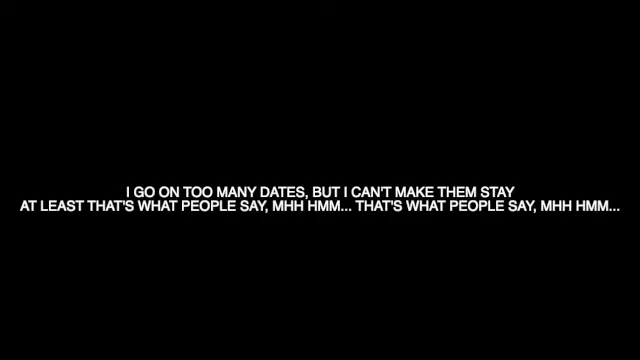 I GO ON TOO MANY DATES, BUT I CAN'T MAKE THEM STAY
AT LEAST THAT'S WHAT PEOPLE SAY, MHH HMM... THAT'S WHAT PEOPLE SAY, MHH HMM...